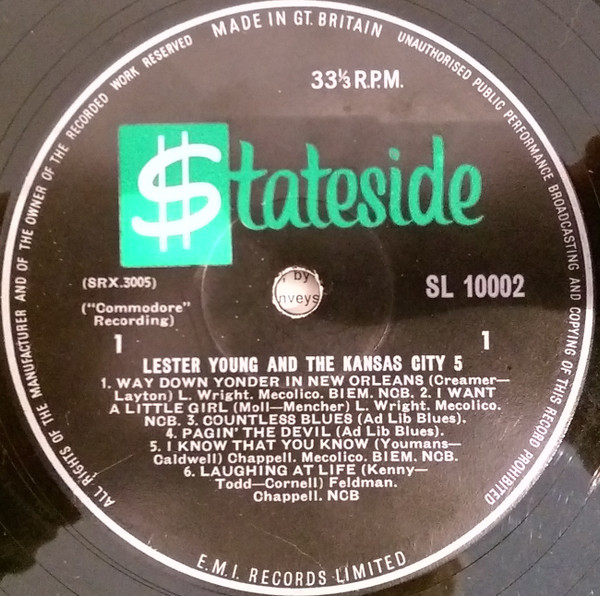 MADE IN GT. BRITAIN
UNAUTHORISED PUBLIC PERFORMANCE BROADCASTING AND COPYING OF THIS RECORD PROHIBITED
ALL RIGHTS OF THE MANUFACTURER AND OF THE OWNER OF THE RECORDED WORK RESERVED
33⅓ R.P.M.
$tateside
(SRX.3005)
SL 10002
by
("Commodore"
Recording)
1
1
LESTER YOUNG AND THE KANSAS CITY 5
1. WAY DOWN YONDER IN NEW ORLEANS (Creamer—
Layton) L. Wright. Mecolico. BIEM. NCB. 2. I WANT
A LITTLE GIRL (Moll—Mencher) L. Wright. Mecolico.
NCB. 3. COUNTLESS BLUES (Ad Lib Blues).
4. PAGIN' THE DEVIL (Ad Lib Blues).
5. I KNOW THAT YOU KNOW (Youmans—
Caldwell) Chappell. Mecolico. BIEM. NCB.
6. LAUGHING AT LIFE (Kenny—
Todd—Cornell) Feldman.
Chappell. NCB
E.M.I. RECORDS LIMITED